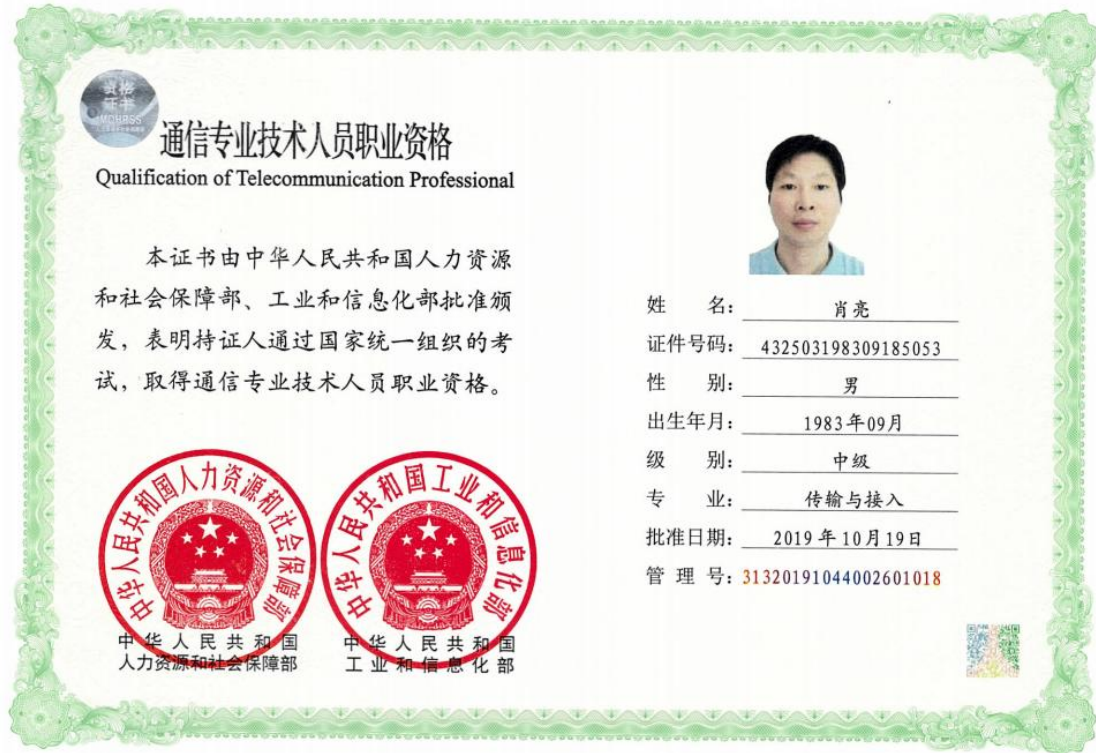 资格
证书
MOHRSS
通信专业技术人员职业资格
Qualification of Telecommunication Professional
本证书由中华人民共和国人力资源
和社会保障部、工业和信息化部批准颁
发，表明持证人通过国家统一组织的考
试，取得通信专业技术人员职业资格。
中华人民共和国人力资源和社会保障部
中华人民共和国工业和信息化部
中华人民共和国
人力资源和社会保障部
中华人民共和国
工业和信息化部
姓 名：肖亮
证件号码：432503198309185053
性 别：男
出生年月：1983年09月
级 别：中级
专 业：传输与接入
批准日期：2019年10月19日
管 理 号：31320191044002601018